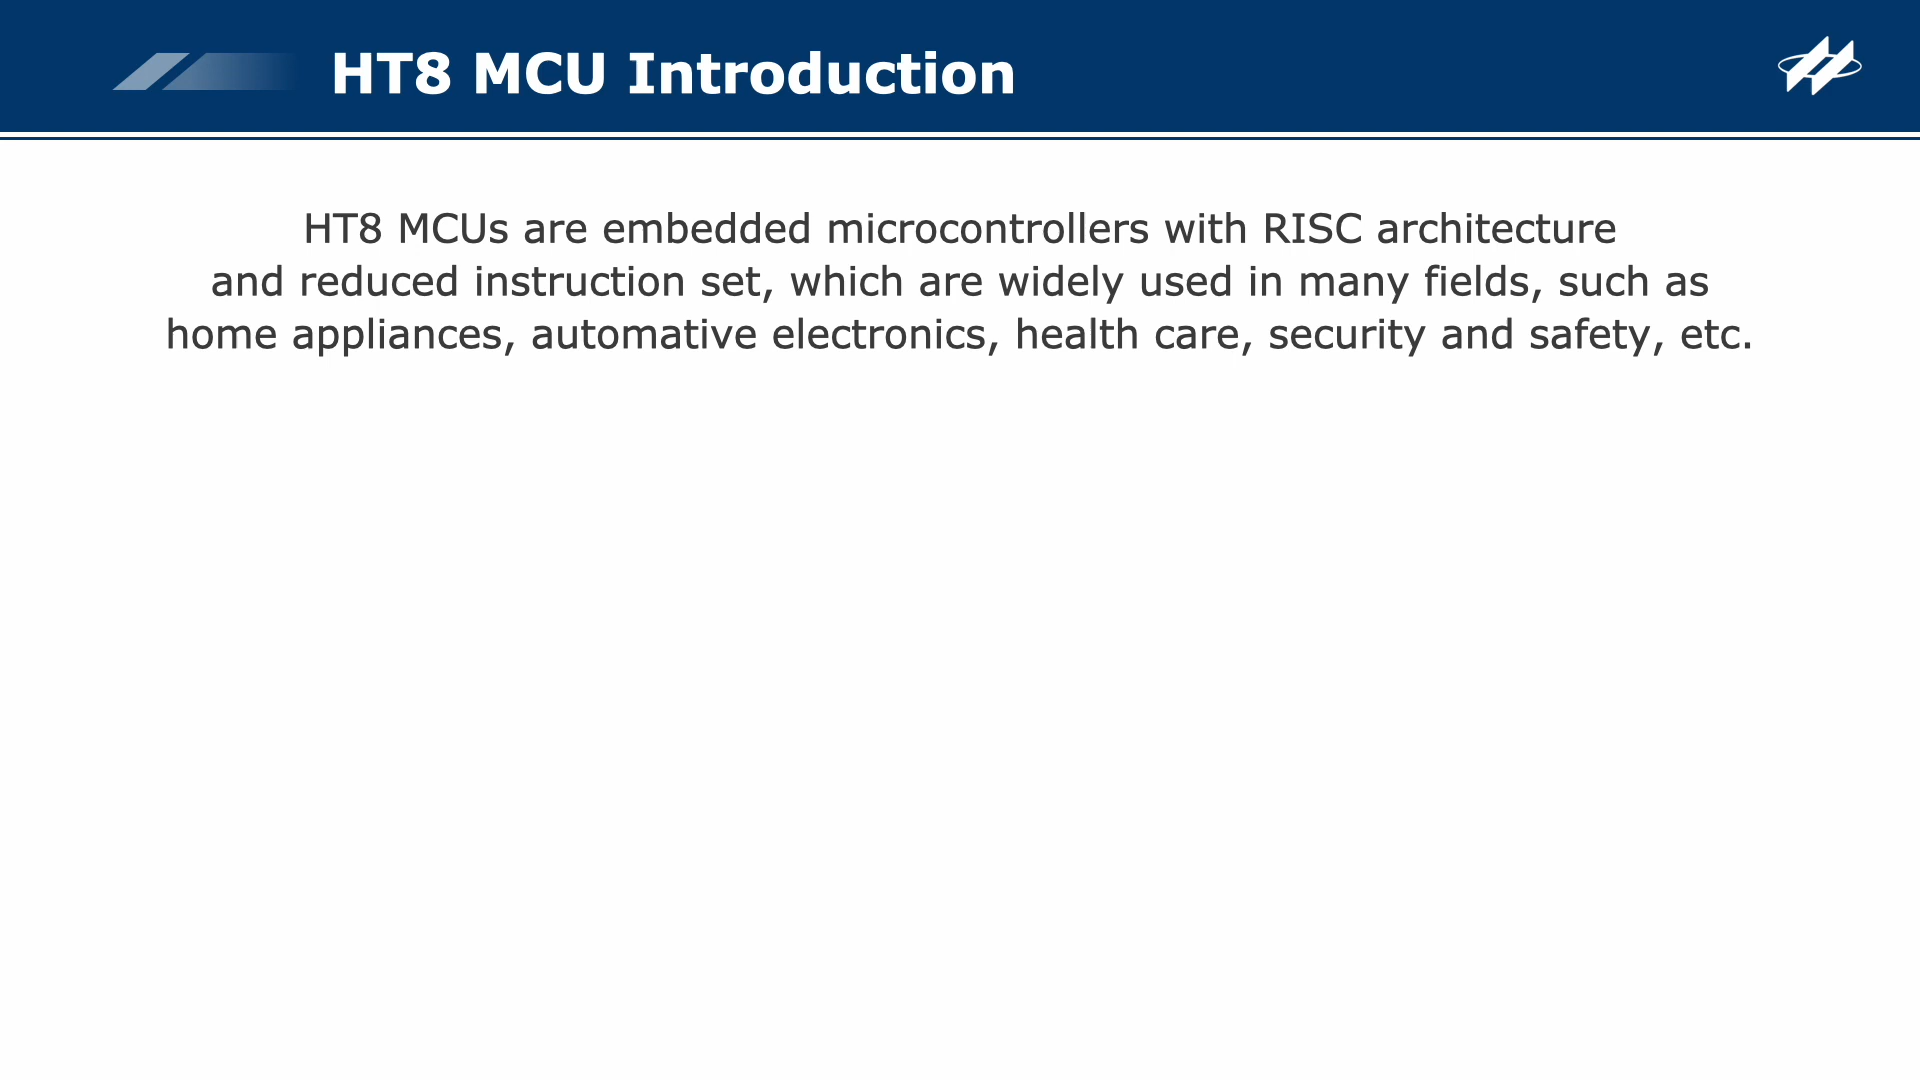 HT8 MCU Introduction
HT8 MCUs are embedded microcontrollers with RISC architecture
and reduced instruction set, which are widely used in many fields, such as
home appliances, automative electronics, health care, security and safety, etc.